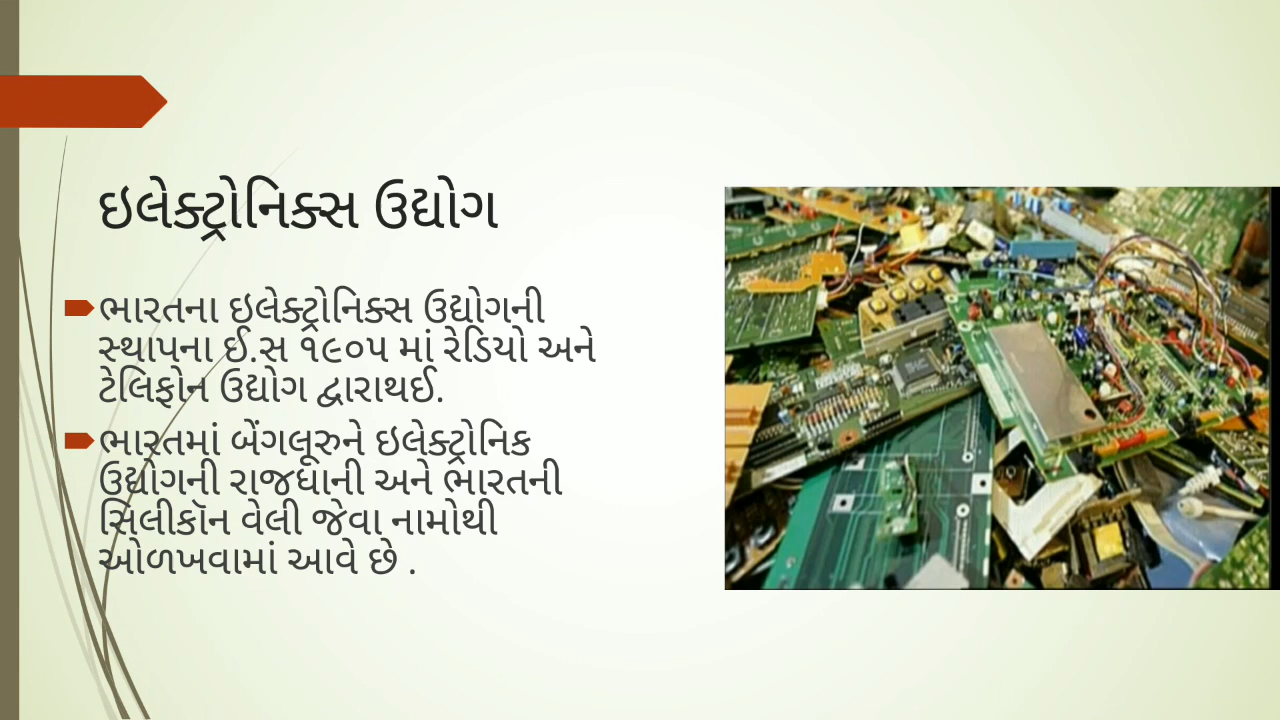 ઇલેક્ટ્રોનિક્સ ઉદ્યોગ
ભારતના ઇલેક્ટ્રોનિક્સ ઉદ્યોગની
સ્થાપના ઈ.સ ૧૯૦૫ માં રેડિયો અને
ટેલિફોન ઉદ્યોગ દ્વારાથઈ.
ભારતમાં બેંગલૂરુને ઇલેક્ટ્રોનિક
ઉદ્યોગની રાજધાની અને ભારતની
સિલીકૉન વેલી જેવા નામોથી
ઓળખવામાં આવે છે .